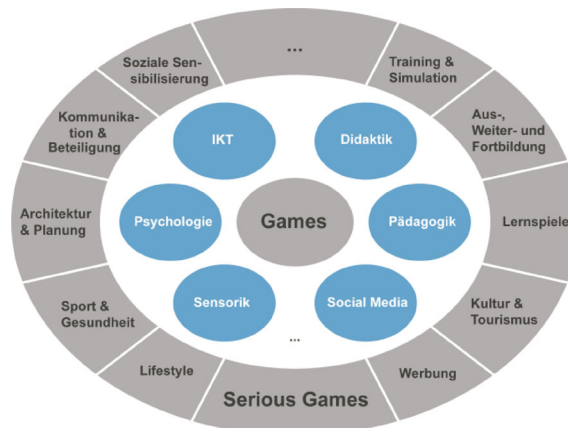 ...
Soziale Sen-
sibilisierung
Training &
Simulation
Kommunika-
tion &
Beteiligung
Aus-,
Weiter- und
Fortbildung
IKT
Didaktik
Architektur
& Planung
Psychologie
Games
Pädagogik
Lernspiele
Sport &
Gesundheit
Sensorik
Social Media
Kultur &
Tourismus
...
Lifestyle
Werbung
Serious Games